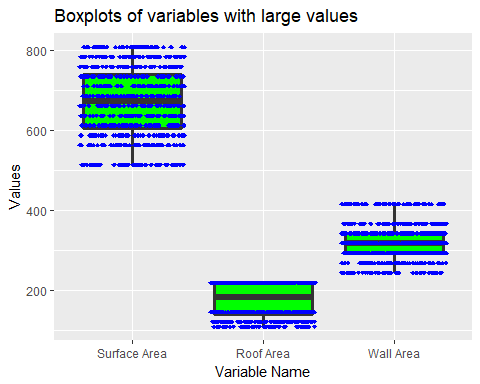 Boxplots of variables with large values
800
600
400
200
Values
Surface Area
Roof Area
Wall Area
Variable Name